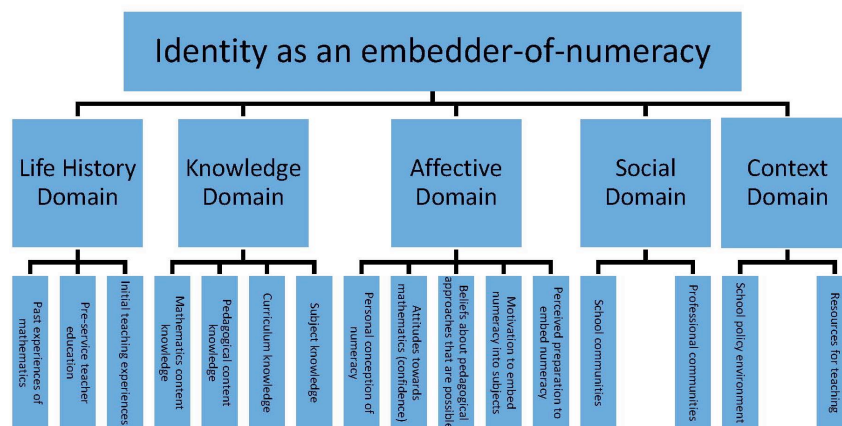 Identity as an embedder-of-numeracy
Life History
Domain
Knowledge
Domain
Affective
Domain
Social
Domain
Context
Domain
Past experiences of
mathematics
Pre-service teacher
education
Initial teaching experiences
Mathematics content
knowledge
Pedagogical content
knowledge
Curriculum knowledge
Subject knowledge
Personal conception of
numeracy
Attitudes towards
mathematics (confidence)
Beliefs about pedagogical
approaches that are possible
Motivation to embed
numeracy into subjects
Perceived preparation to
embed numeracy
School communities
Professional communities
School policy environment
Resources for teaching